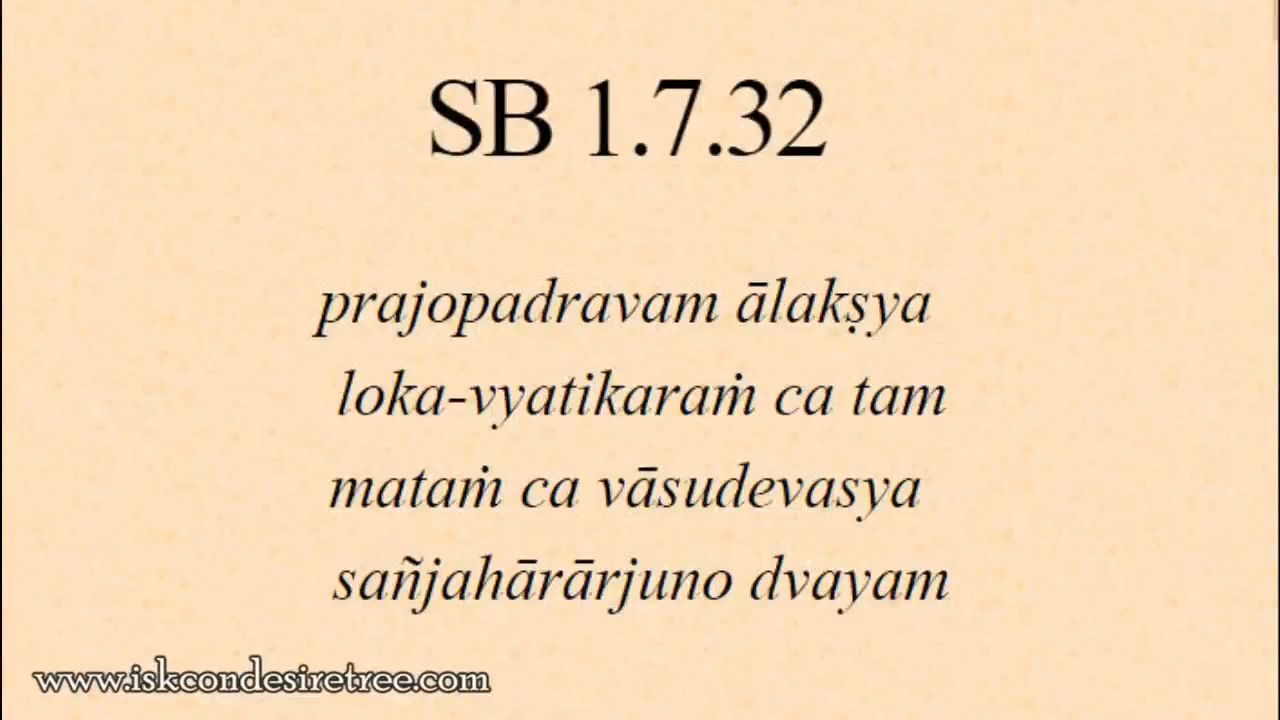 SB 1.7.32
prajopadravam ālakṣya
loka-vyatikaraṁ ca tam
mataṁ ca vāsudevasya
sañjahārārjuno dvayam
www.iskcondesiretree.com